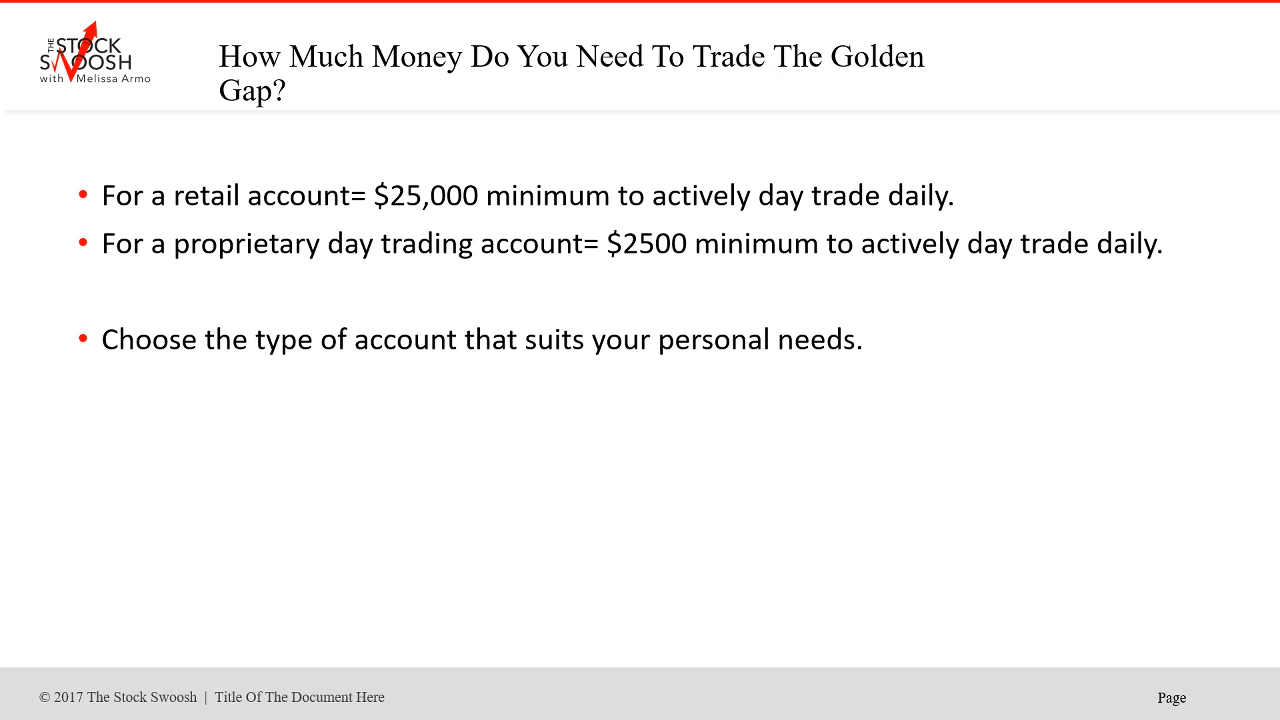 THE STOCK
SWOOSH
with Melissa Armo
How Much Money Do You Need To Trade The Golden
Gap?
• For a retail account= $25,000 minimum to actively day trade daily.
• For a proprietary day trading account= $2500 minimum to actively day trade daily.
• Choose the type of account that suits your personal needs.
© 2017 The Stock Swoosh | Title Of The Document Here
Page